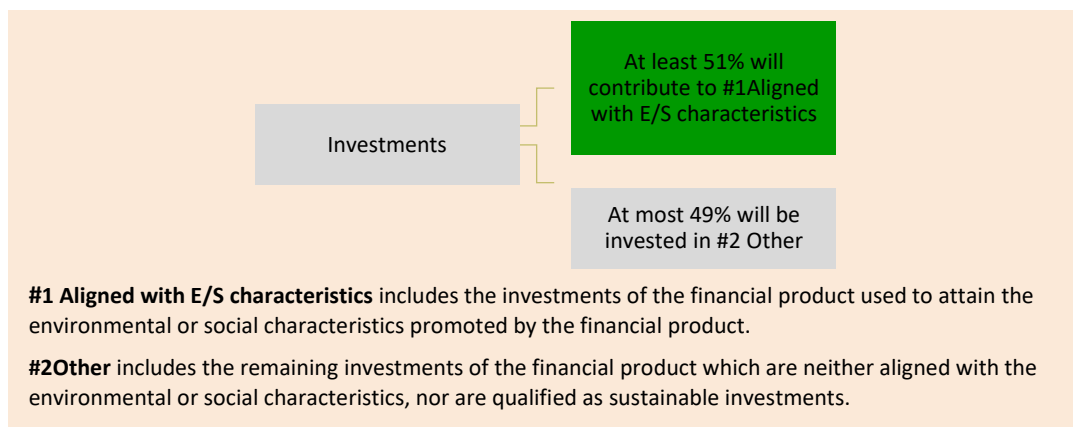 At least 51% will
contribute to #1Aligned
with E/S characteristics
Investments
At most 49% will be
invested in #2 Other
#1 Aligned with E/S characteristics includes the investments of the financial product used to attain the
environmental or social characteristics promoted by the financial product.
#2Other includes the remaining investments of the financial product which are neither aligned with the
environmental or social characteristics, nor are qualified as sustainable investments.